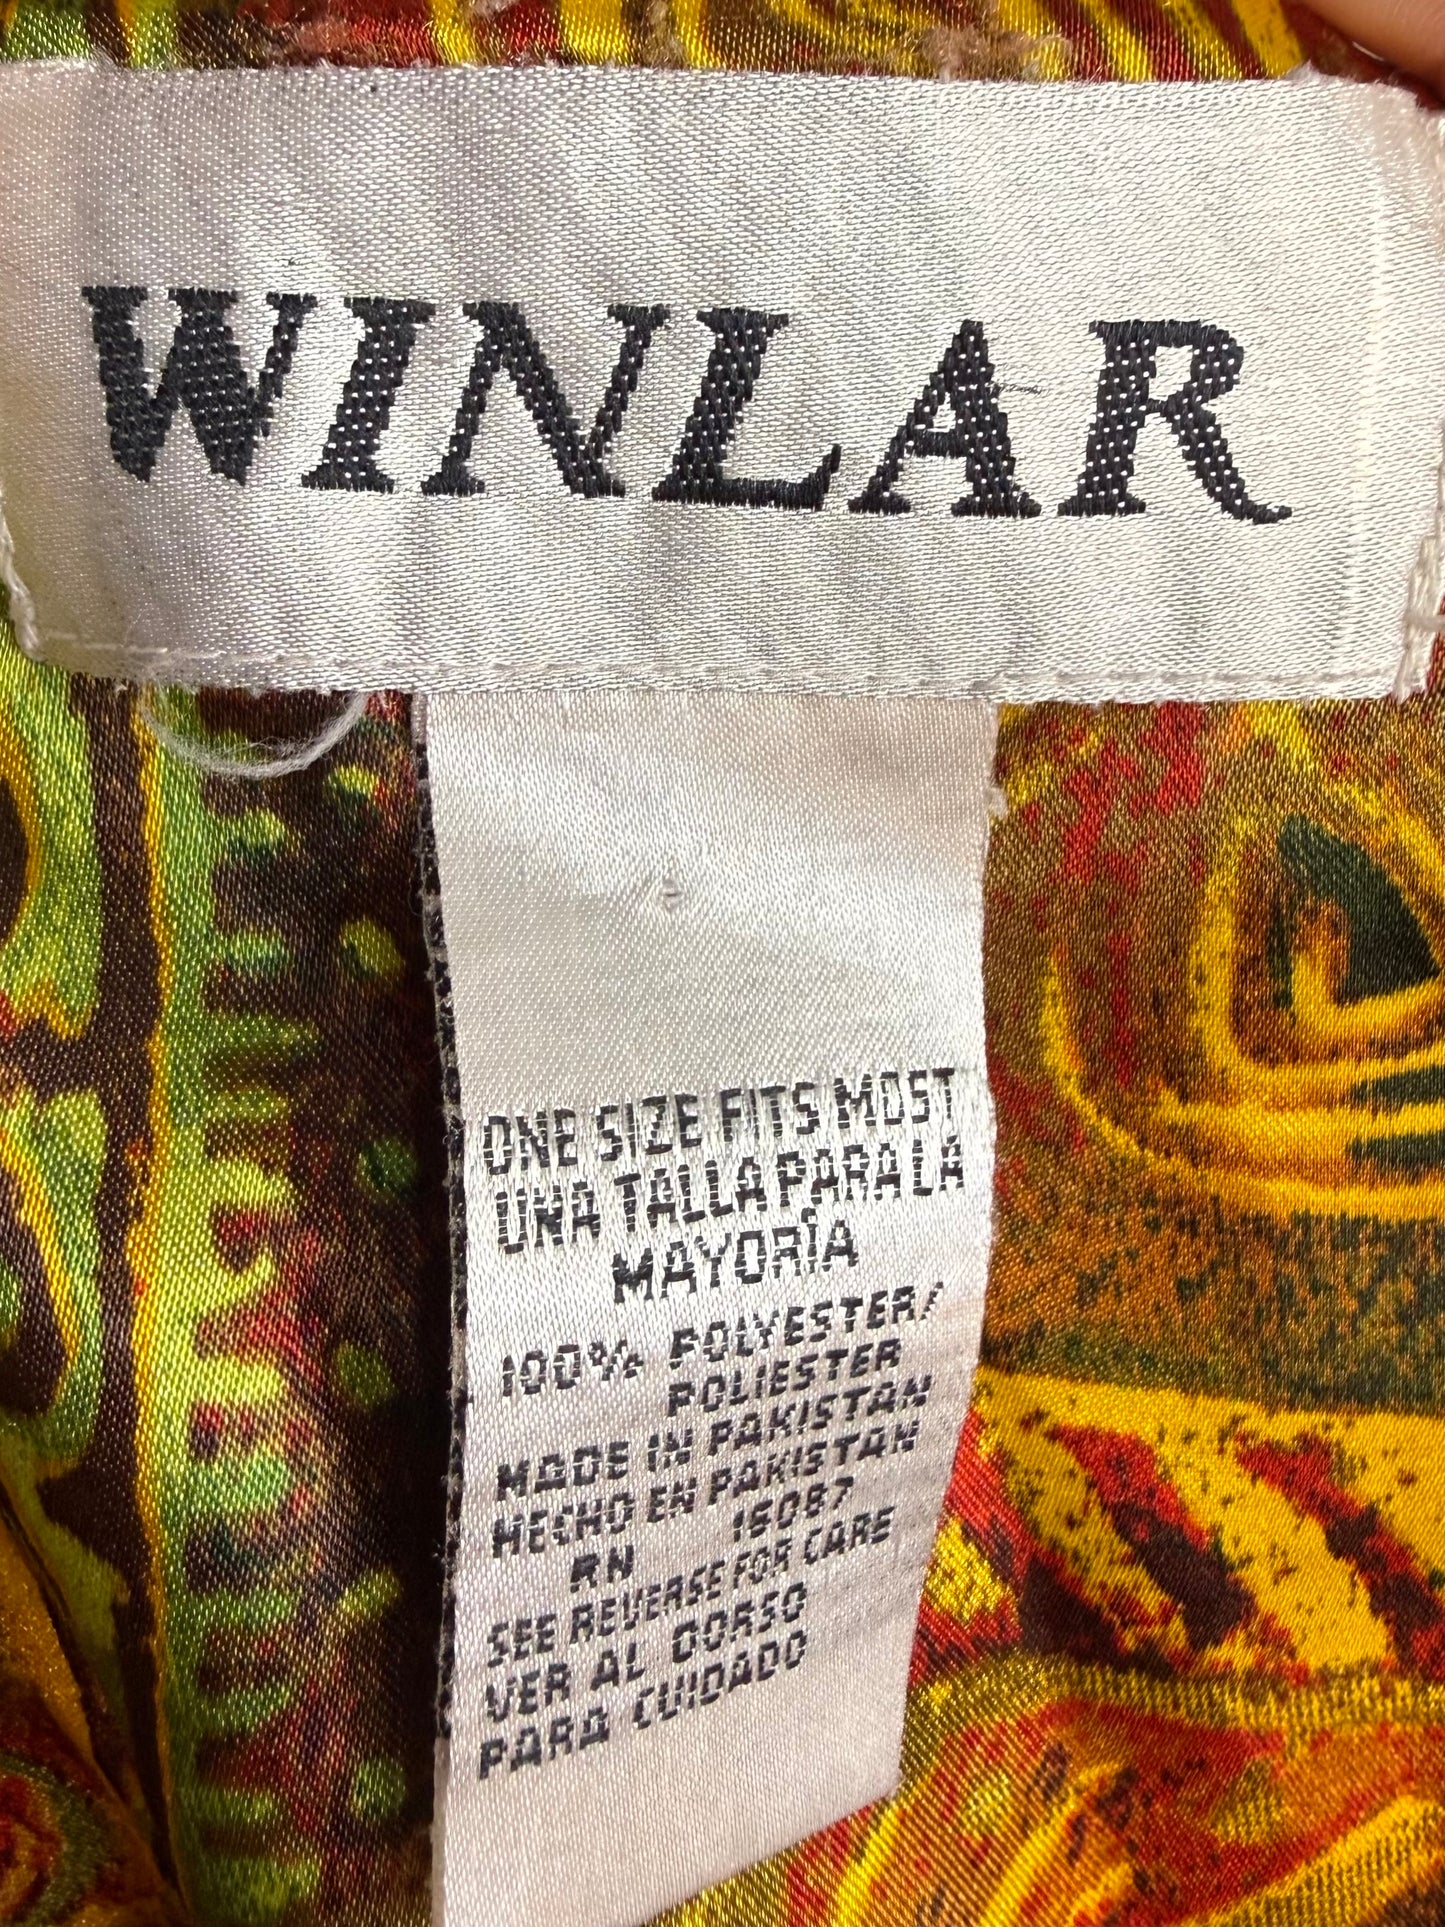 WINLAR
ONE SIZE FITS MOST
UNA TALLA PARA LA
MAYORÍA
100% POLYESTER/
POLIESTER
MADE IN PAKISTAN
HECHO EN PAKISTAN
RN 16087
SEE REVERSE FOR CARE
VER AL DORSO
PARA CUIDADO